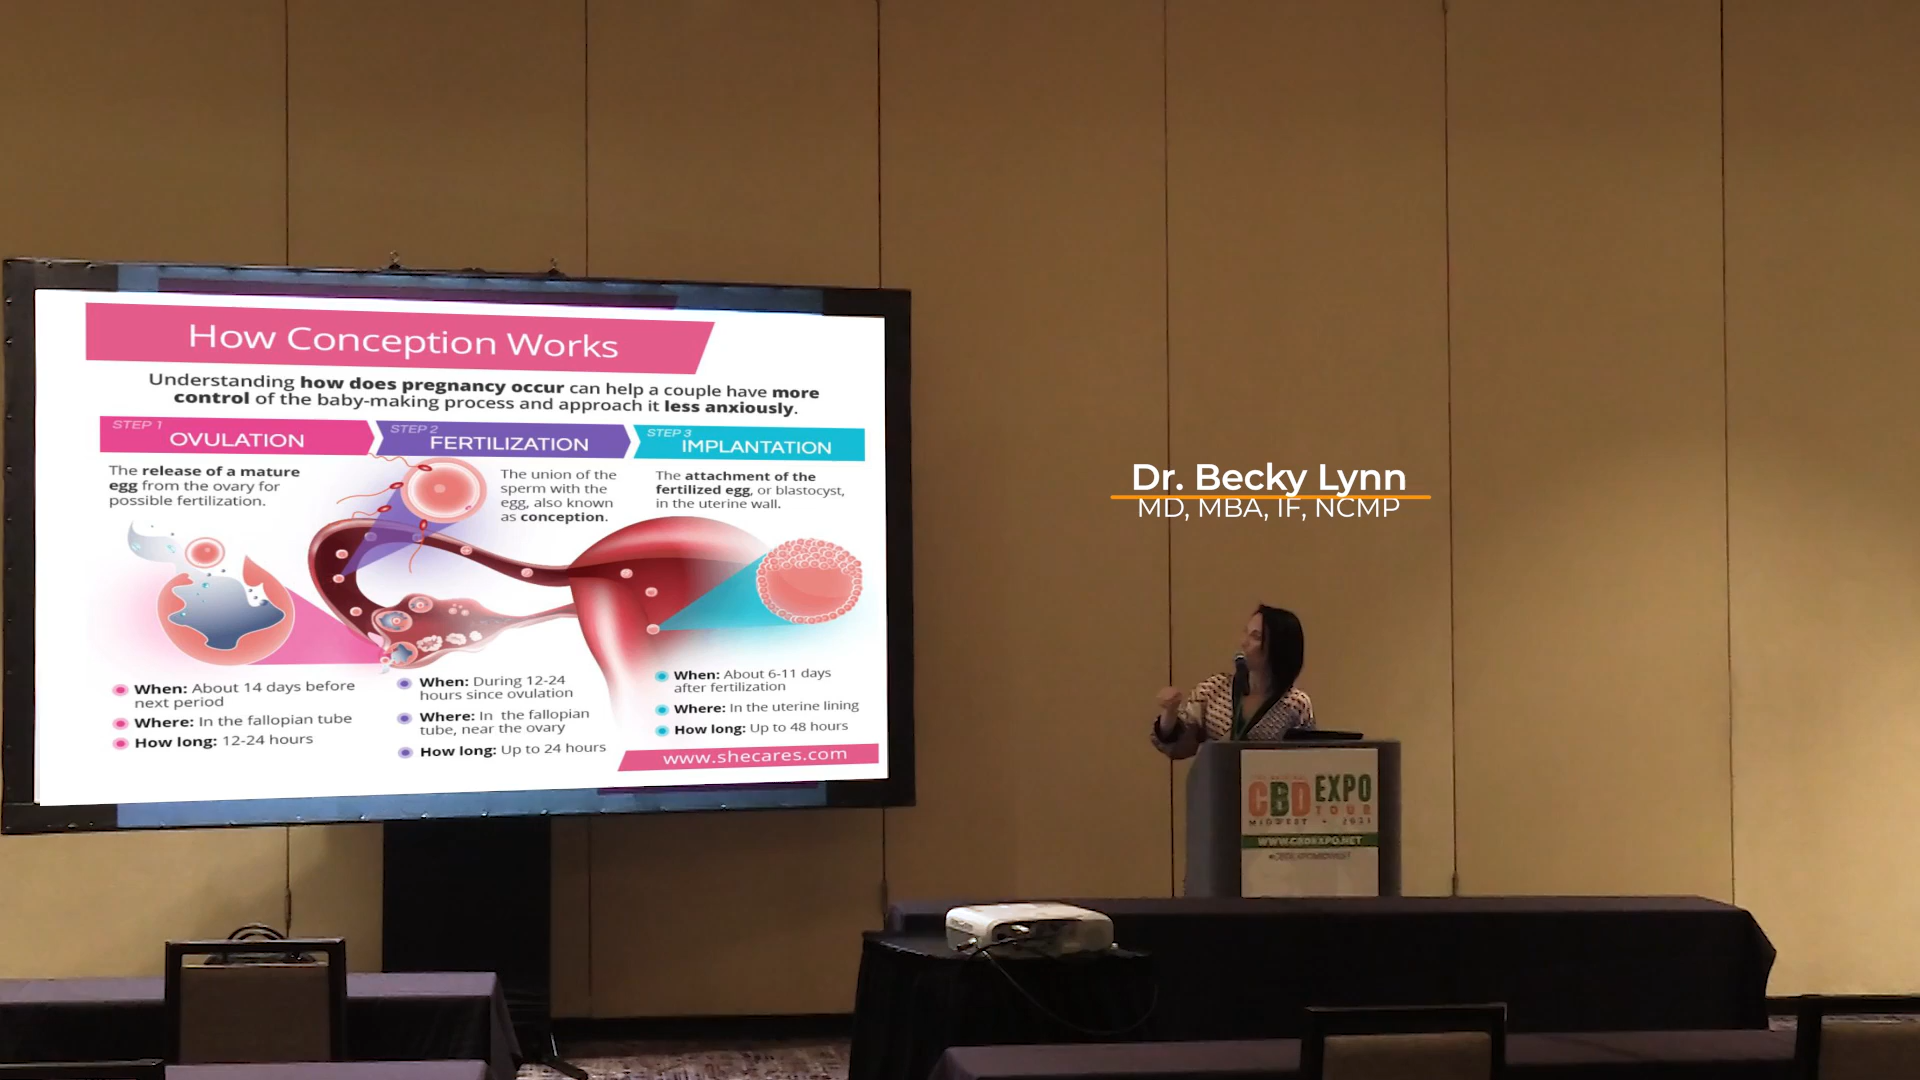 How Conception Works
Understanding how does pregnancy occur can help a couple have more
control of the baby-making process and approach it less anxiously.
STEP 1
OVULATION
The release of a mature
egg from the ovary for
possible fertilization.
When: About 14 days before
next period
Where: In the fallopian tube
How long: 12-24 hours
STEP 2
FERTILIZATION
The union of the
sperm with the
egg, also known
as conception.
When: During 12-24
hours since ovulation
Where: In the fallopian
tube, near the ovary
How long: Up to 24 hours
STEP 3
IMPLANTATION
The attachment of the
fertilized egg, or blastocyst,
in the uterine wall.
When: About 6-11 days
after fertilization
Where: In the uterine lining
How long: Up to 48 hours
www.shecares.com
Dr. Becky Lynn
MD, MBA, IF, NCMP
CBD EXPO
TOUR
MIDWEST • 2021
WWW.CBDEXPO.NET